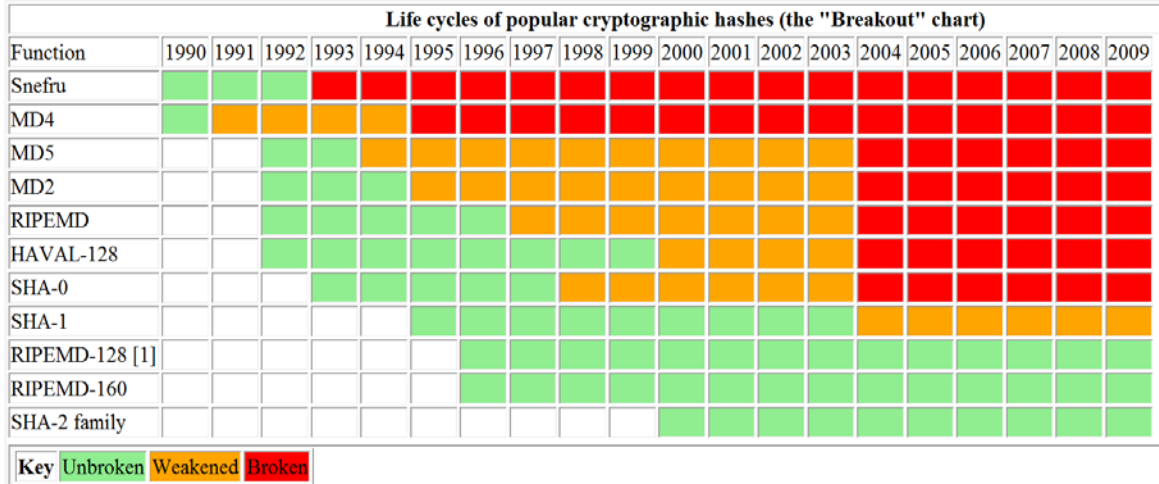 Life cycles of popular cryptographic hashes (the "Breakout" chart)
Function 1990 1991 1992 1993 1994 1995 1996 1997 1998 1999 2000 2001 2002 2003 2004 2005 2006 2007 2008 2009
Snefru
MD4
MD5
MD2
RIPEMD
HAVAL-128
SHA-0
SHA-1
RIPEMD-128 [1]
RIPEMD-160
SHA-2 family
Key Unbroken Weakened Broken